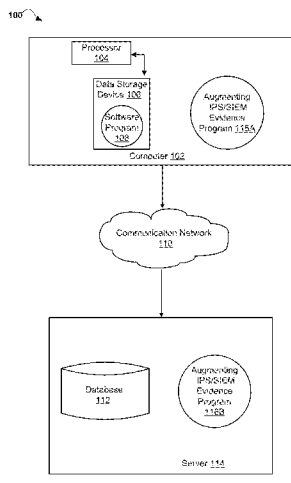 100
Processor
104
Data Storage
Device 106
Software
Program
108
Augmenting
IPS/SIEM
Evidence
Program 116A
Computer 102
Communication Network
110
Database
112
Augmenting
IPS/SIEM
Evidence
Program
116B
Server 114